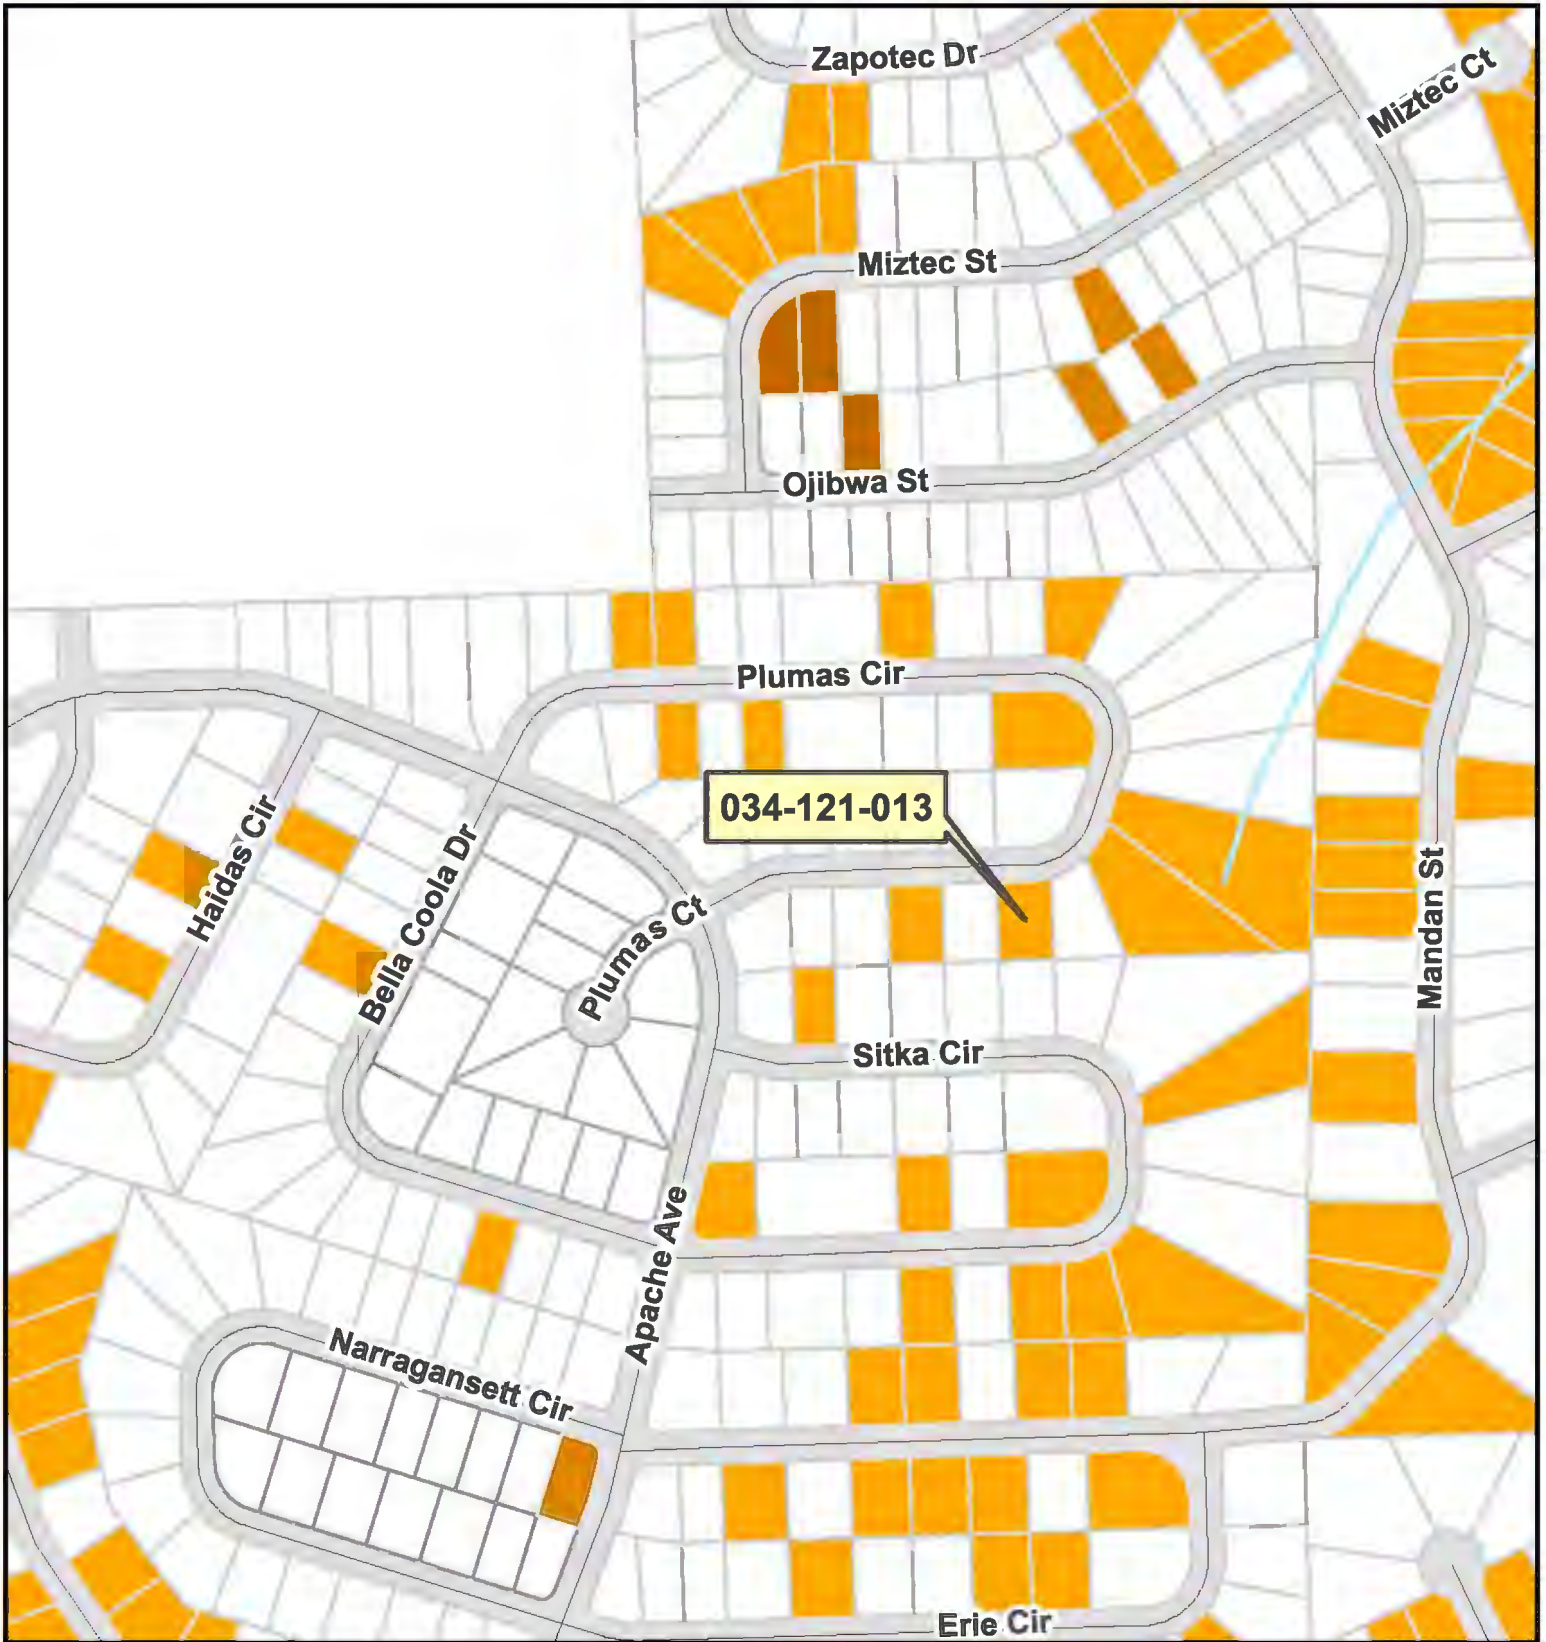 Zapotec Dr
Miztec Ct
Miztec St
Ojibwa St
Plumas Cir
034-121-013
Haidas Cir
Bella Coola Dr
Plumas Ct
Mandan St
Sitka Cir
Apache Ave
Narragansett Cir
Erie Cir